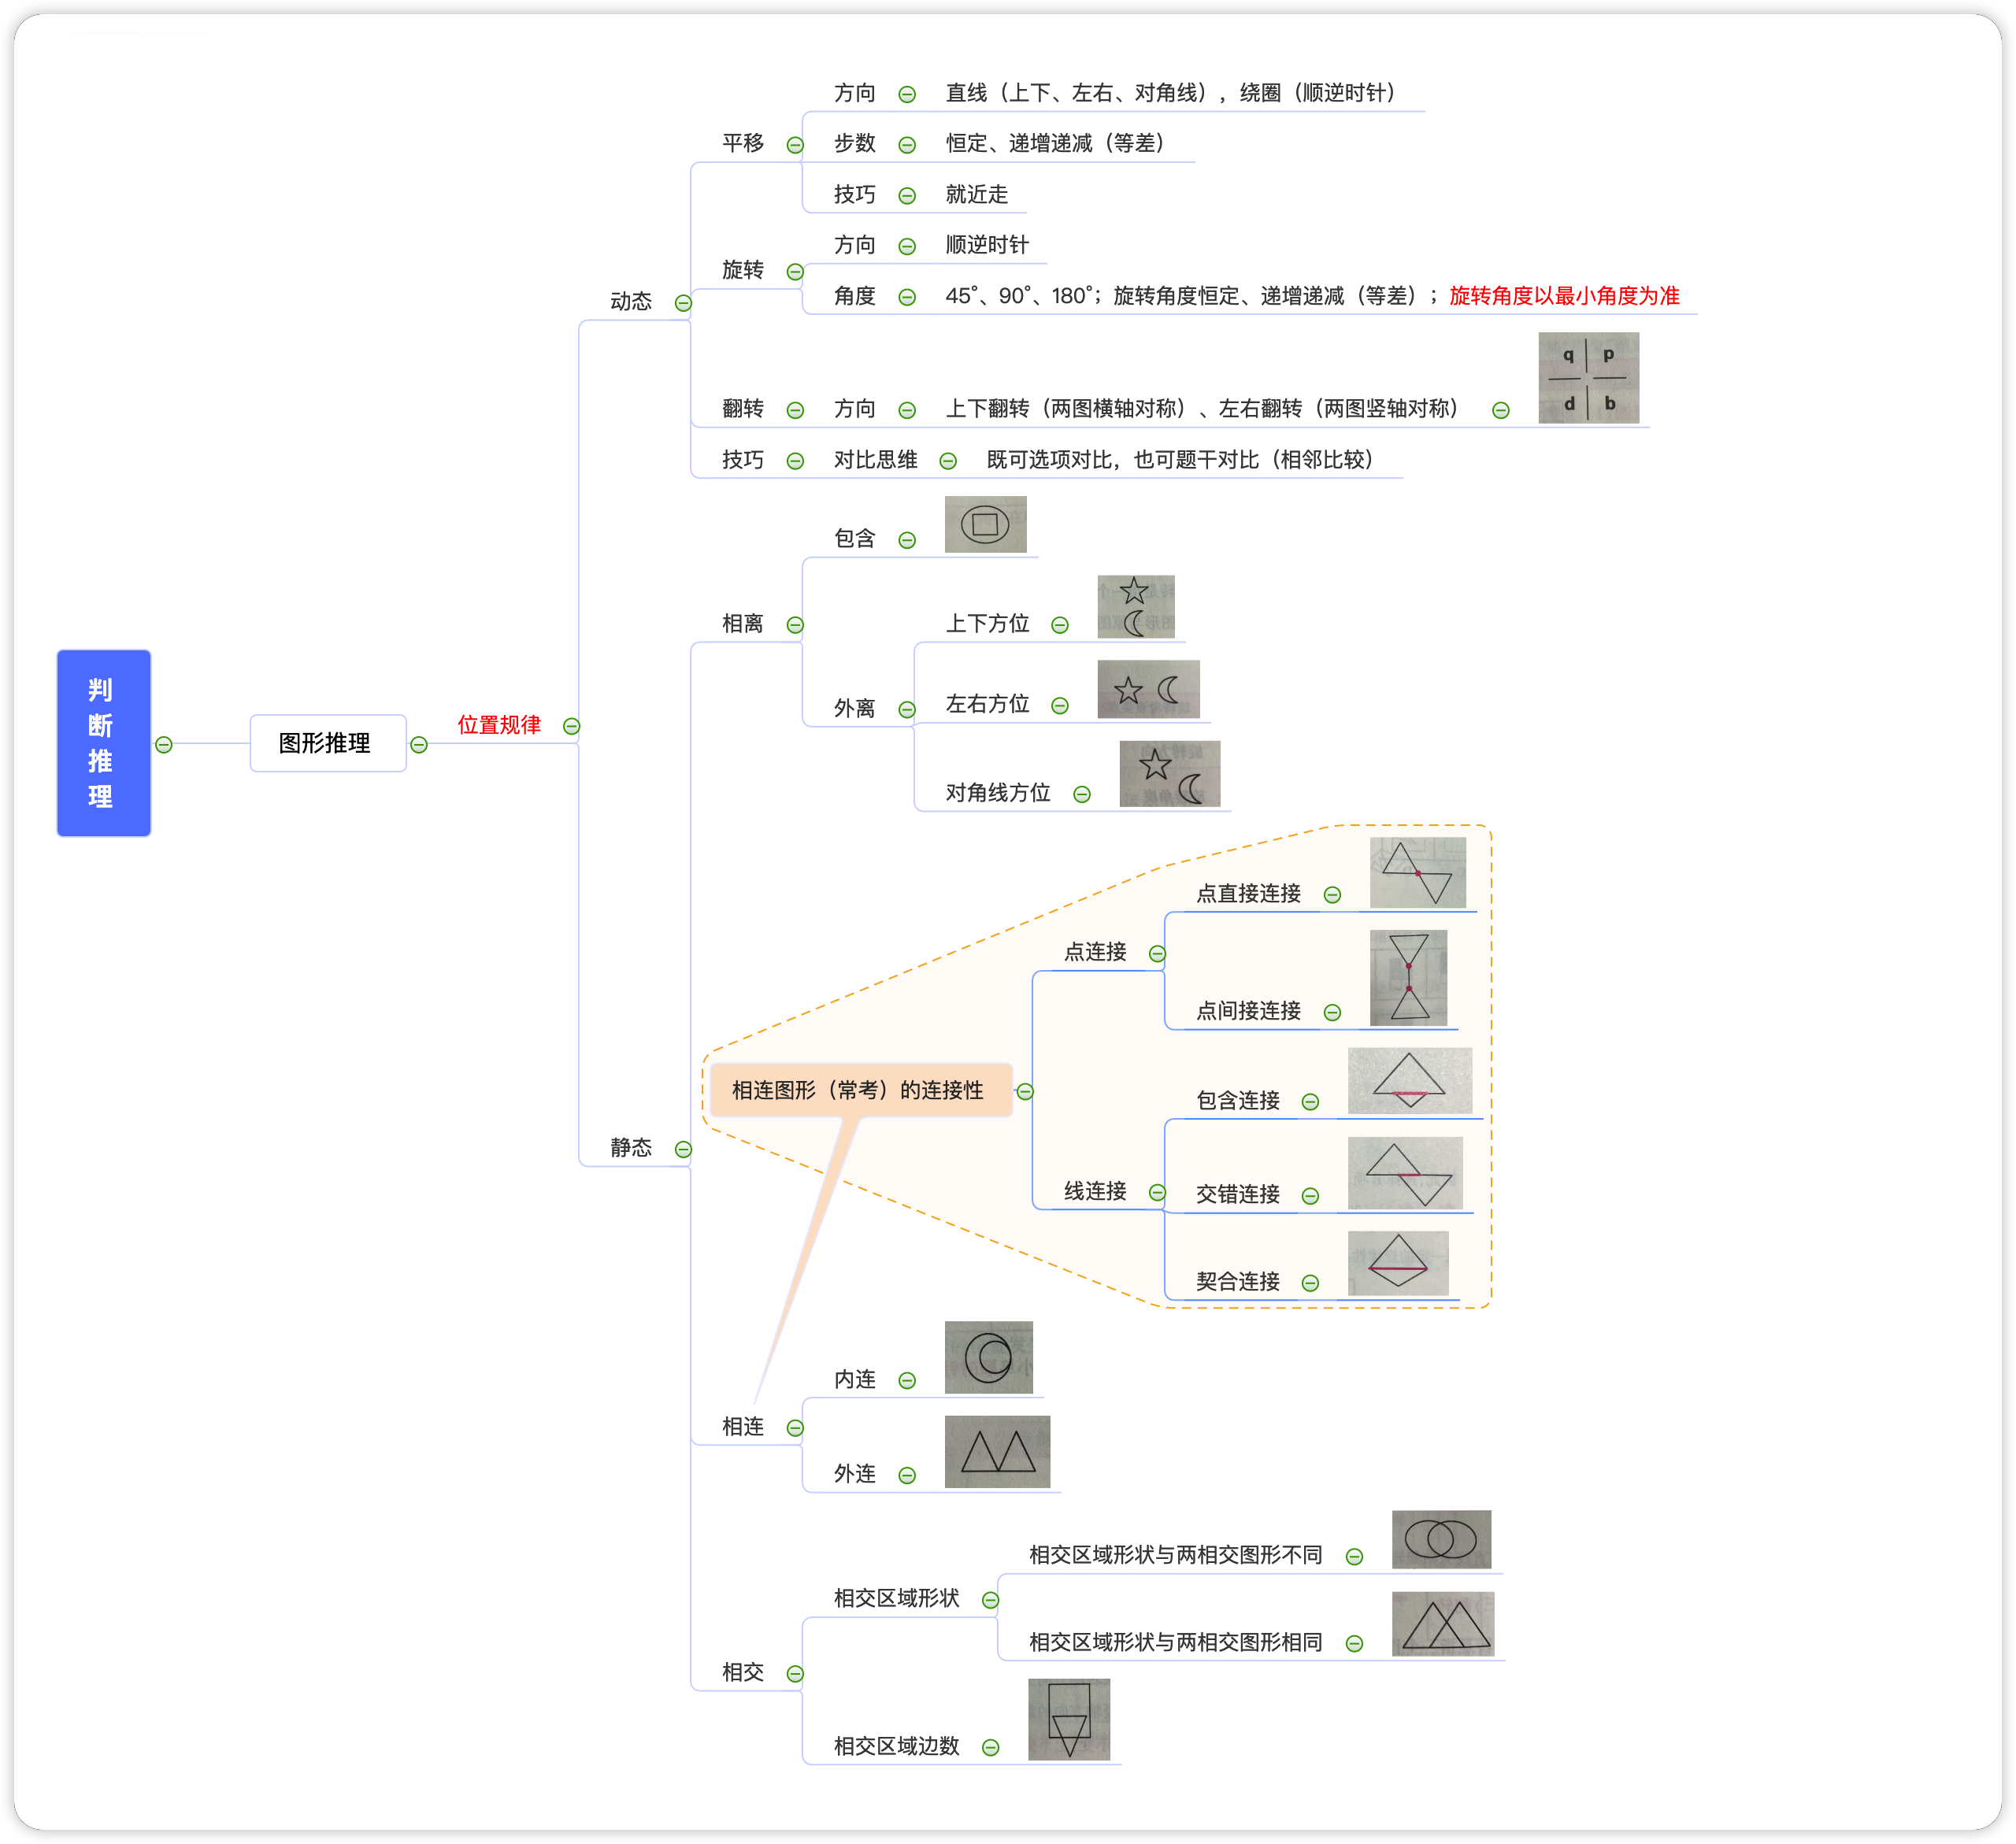 判
断
推
理
图形推理
位置规律
动态
平移
方向
直线（上下、左右、对角线），绕圈（顺逆时针）
步数
恒定、递增递减（等差）
技巧
就近走
旋转
方向
顺逆时针
角度
45°、90°、180°；旋转角度恒定、递增递减（等差）；旋转角度以最小角度为准
翻转
方向
上下翻转（两图横轴对称）、左右翻转（两图竖轴对称）
q p
d b
技巧
对比思维
既可选项对比，也可题干对比（相邻比较）
静态
相离
包含
外离
上下方位
左右方位
对角线方位
相连图形（常考）的连接性
点连接
点直接连接
点间接连接
线连接
包含连接
交错连接
契合连接
相连
内连
外连
相交
相交区域形状
相交区域形状与两相交图形不同
相交区域形状与两相交图形相同
相交区域边数